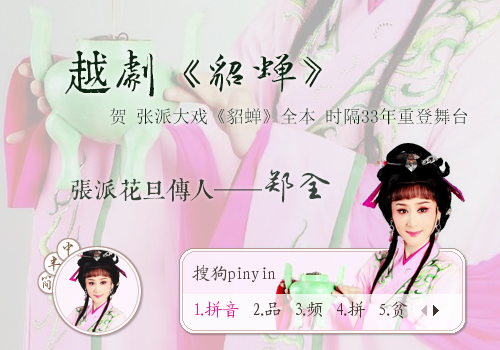 越劇《貂蝉》
贺 张派大戏《貂蝉》全本 时隔33年重登舞台
張派花旦傳人——郑全
中
丰
简
搜狗pinyin
1.拼音 2.品 3.频 4.拼 5.贫